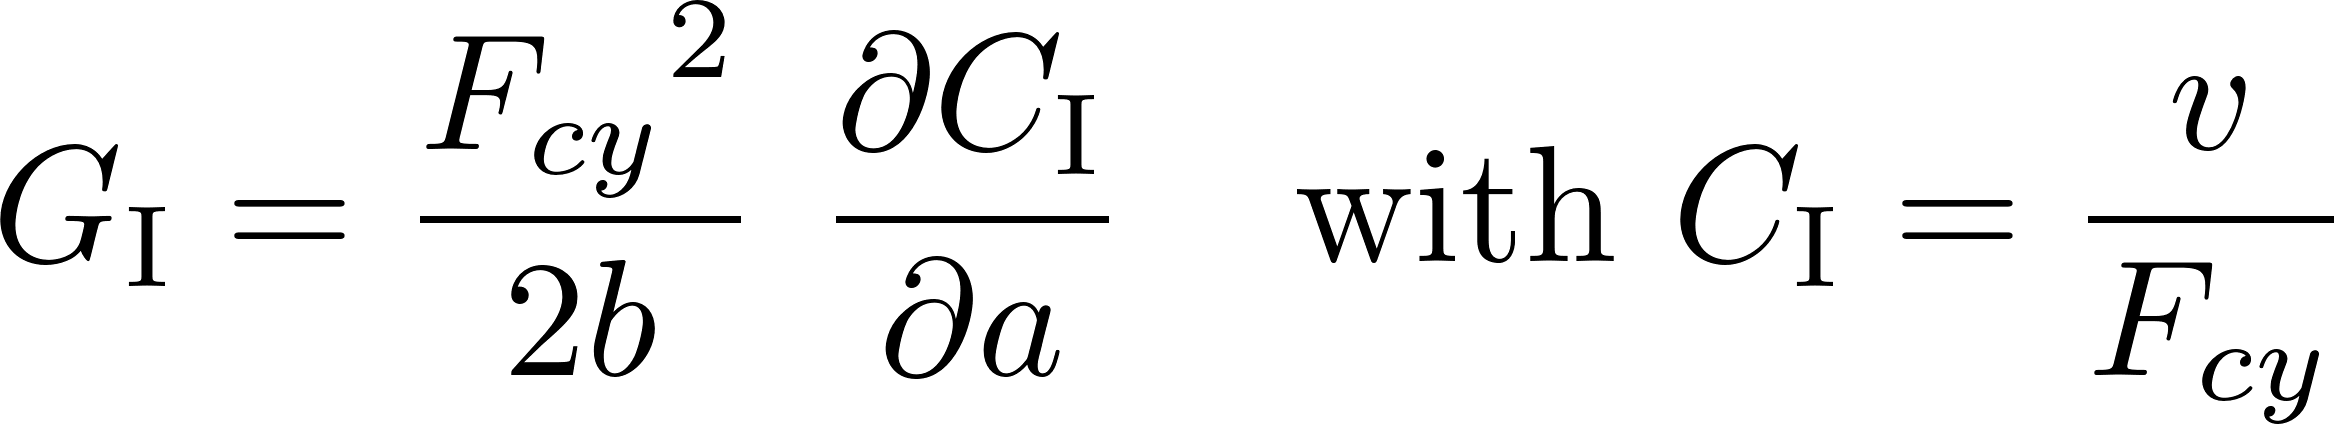 G_I = \frac{{F_{cy}}^2}{2b} \frac{\partial C_I}{\partial a} with C_I = \frac{v}{F_{cy}}